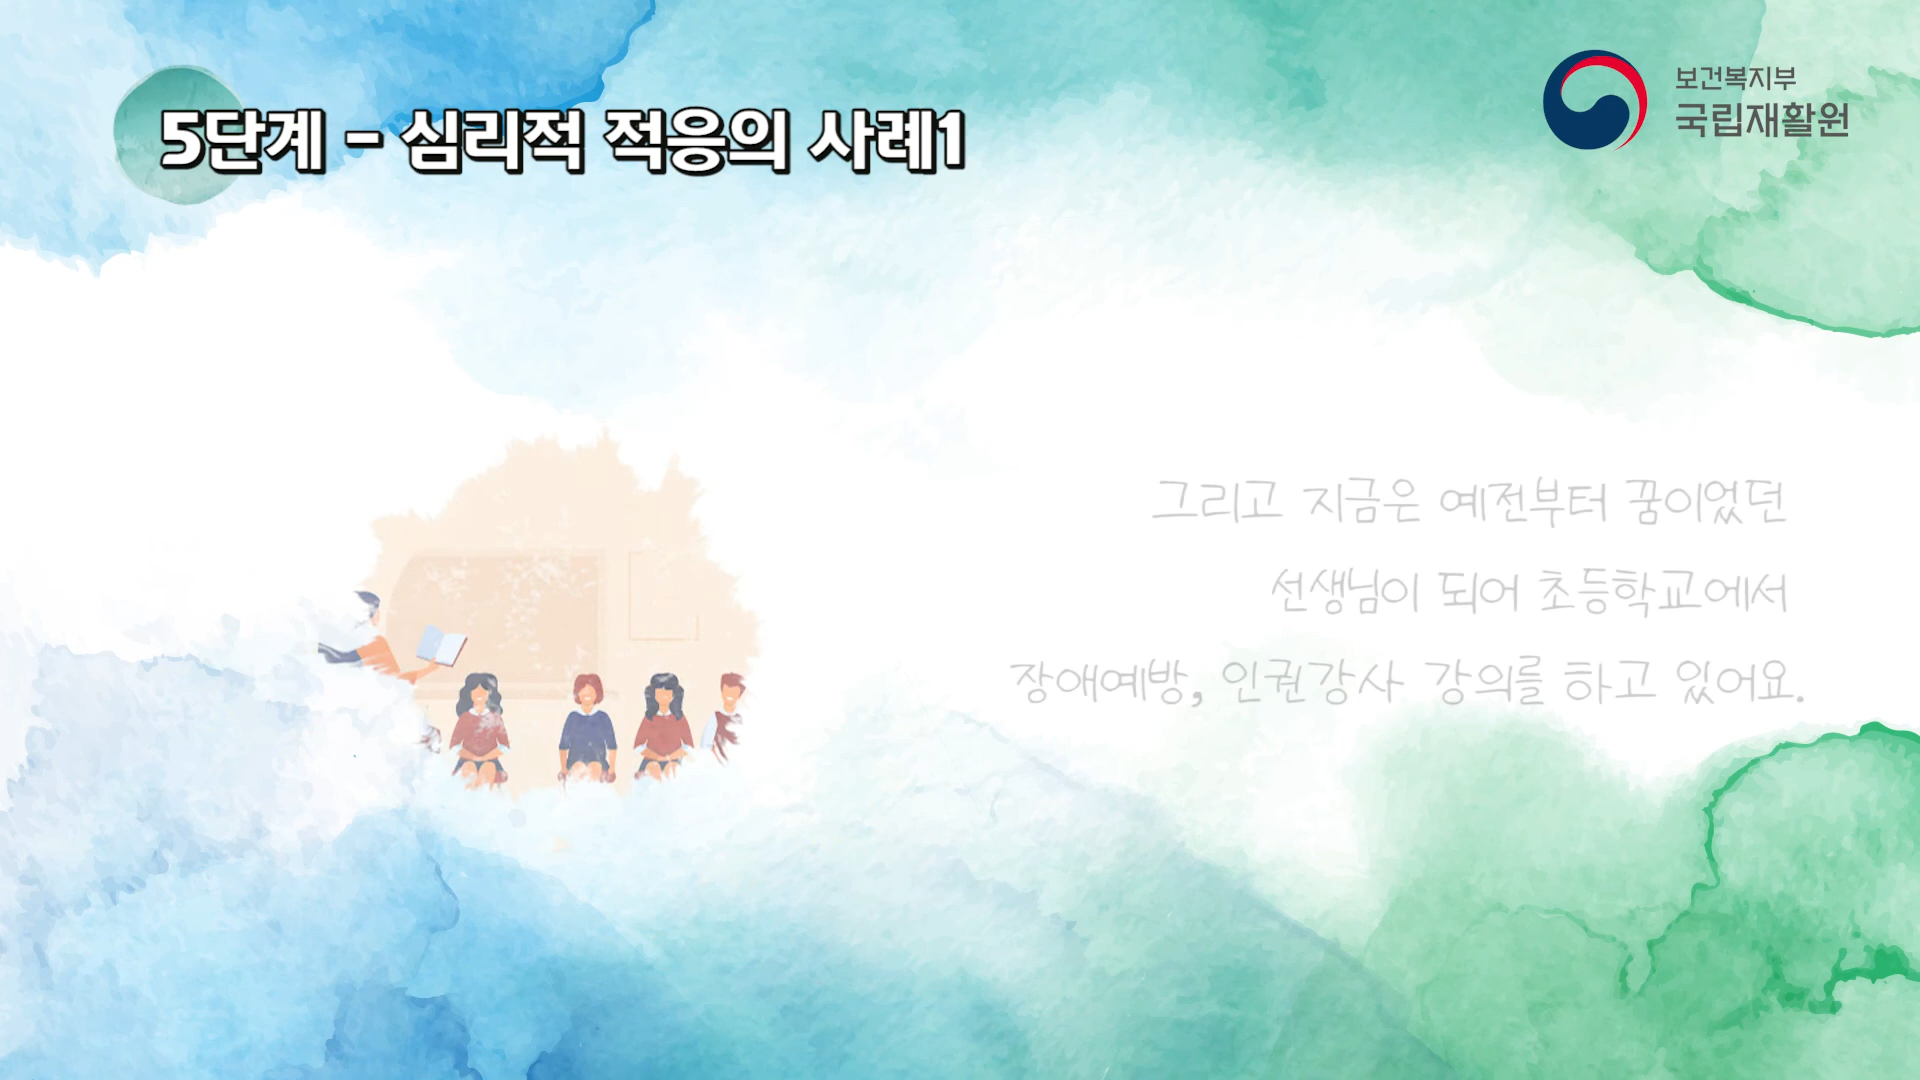 5단계 - 심리적 적응의 사례1
보건복지부
국립재활원
그리고 지금은 예전부터 꿈이었던
선생님이 되어 초등학교에서
장애예방, 인권강사 강의를 하고 있어요.